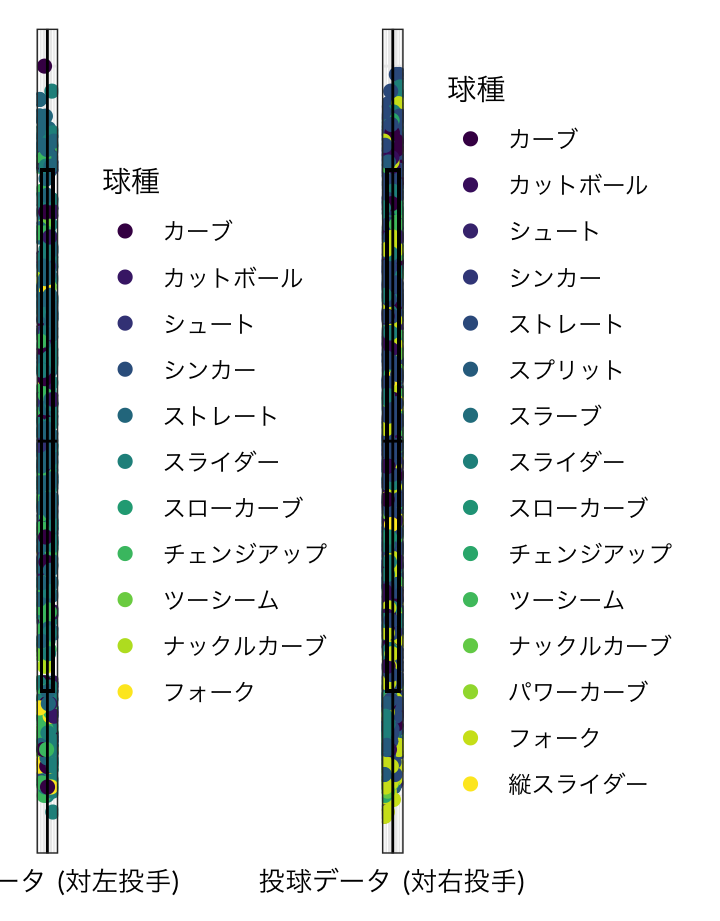 球種
カーブ
カットボール
シュート
シンカー
ストレート
スライダー
スローカーブ
チェンジアップ
ツーシーム
ナックルカーブ
フォーク
ータ (対左投手)
球種
カーブ
カットボール
シュート
シンカー
ストレート
スプリット
スラーブ
スライダー
スローカーブ
チェンジアップ
ツーシーム
ナックルカーブ
パワーカーブ
フォーク
縦スライダー
投球データ (対右投手)